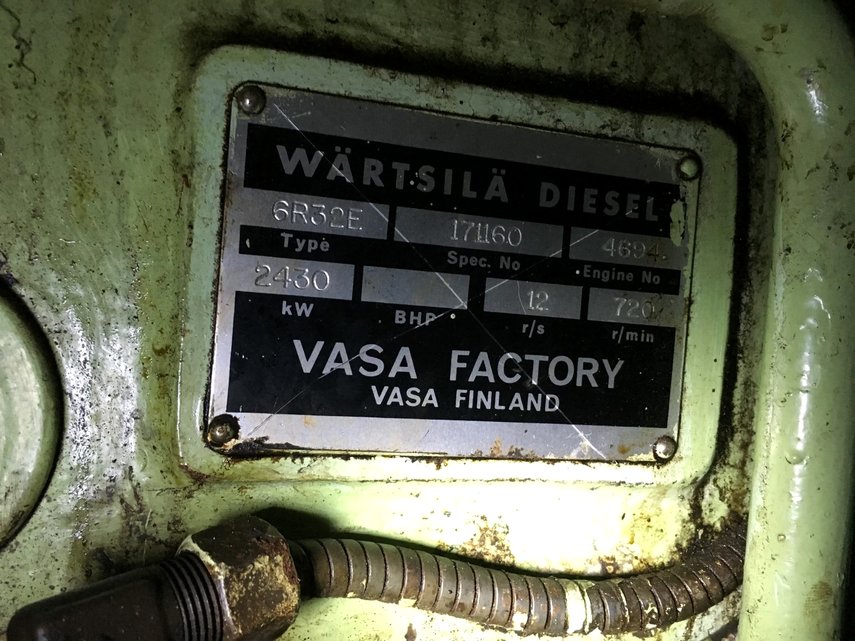 WÄRTSILÄ DIESEL
6R32E 171160 4694
Type Spec. No Engine No
2430 12 720
kW BHP r/s r/min
VASA FACTORY
VASA FINLAND